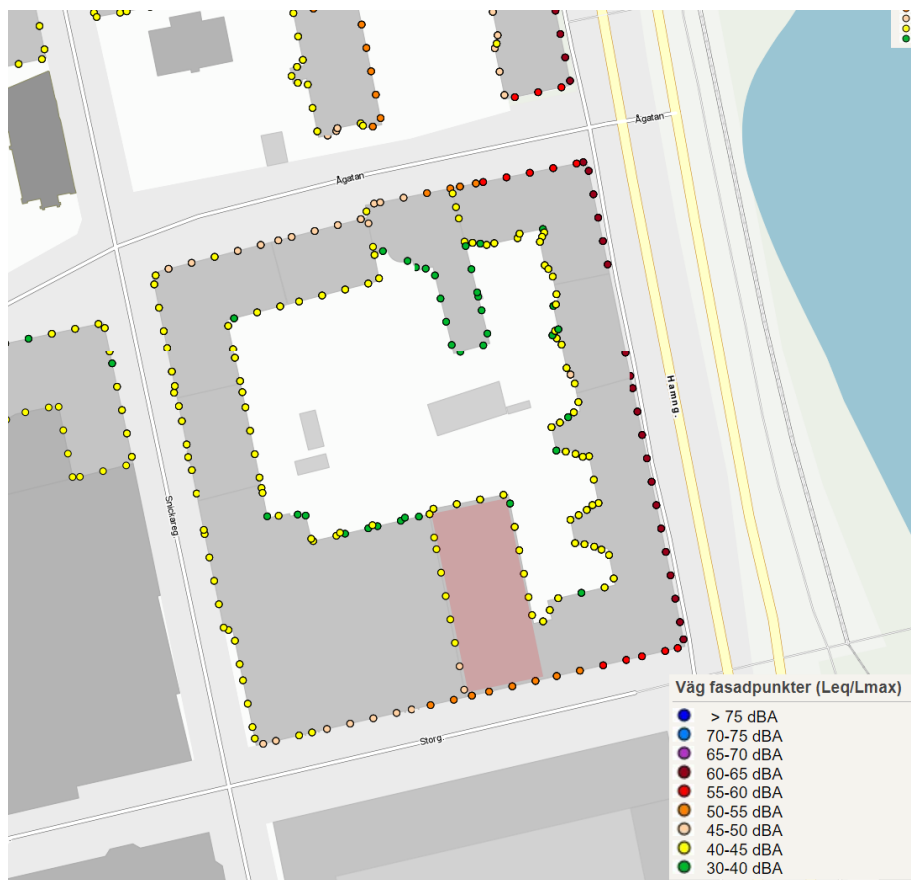 Ågatan
Ågatan
Hamng.
Snickareg.
Storg.
Väg fasadpunkter (Leq/Lmax)
> 75 dBA
70-75 dBA
65-70 dBA
60-65 dBA
55-60 dBA
50-55 dBA
45-50 dBA
40-45 dBA
30-40 dBA